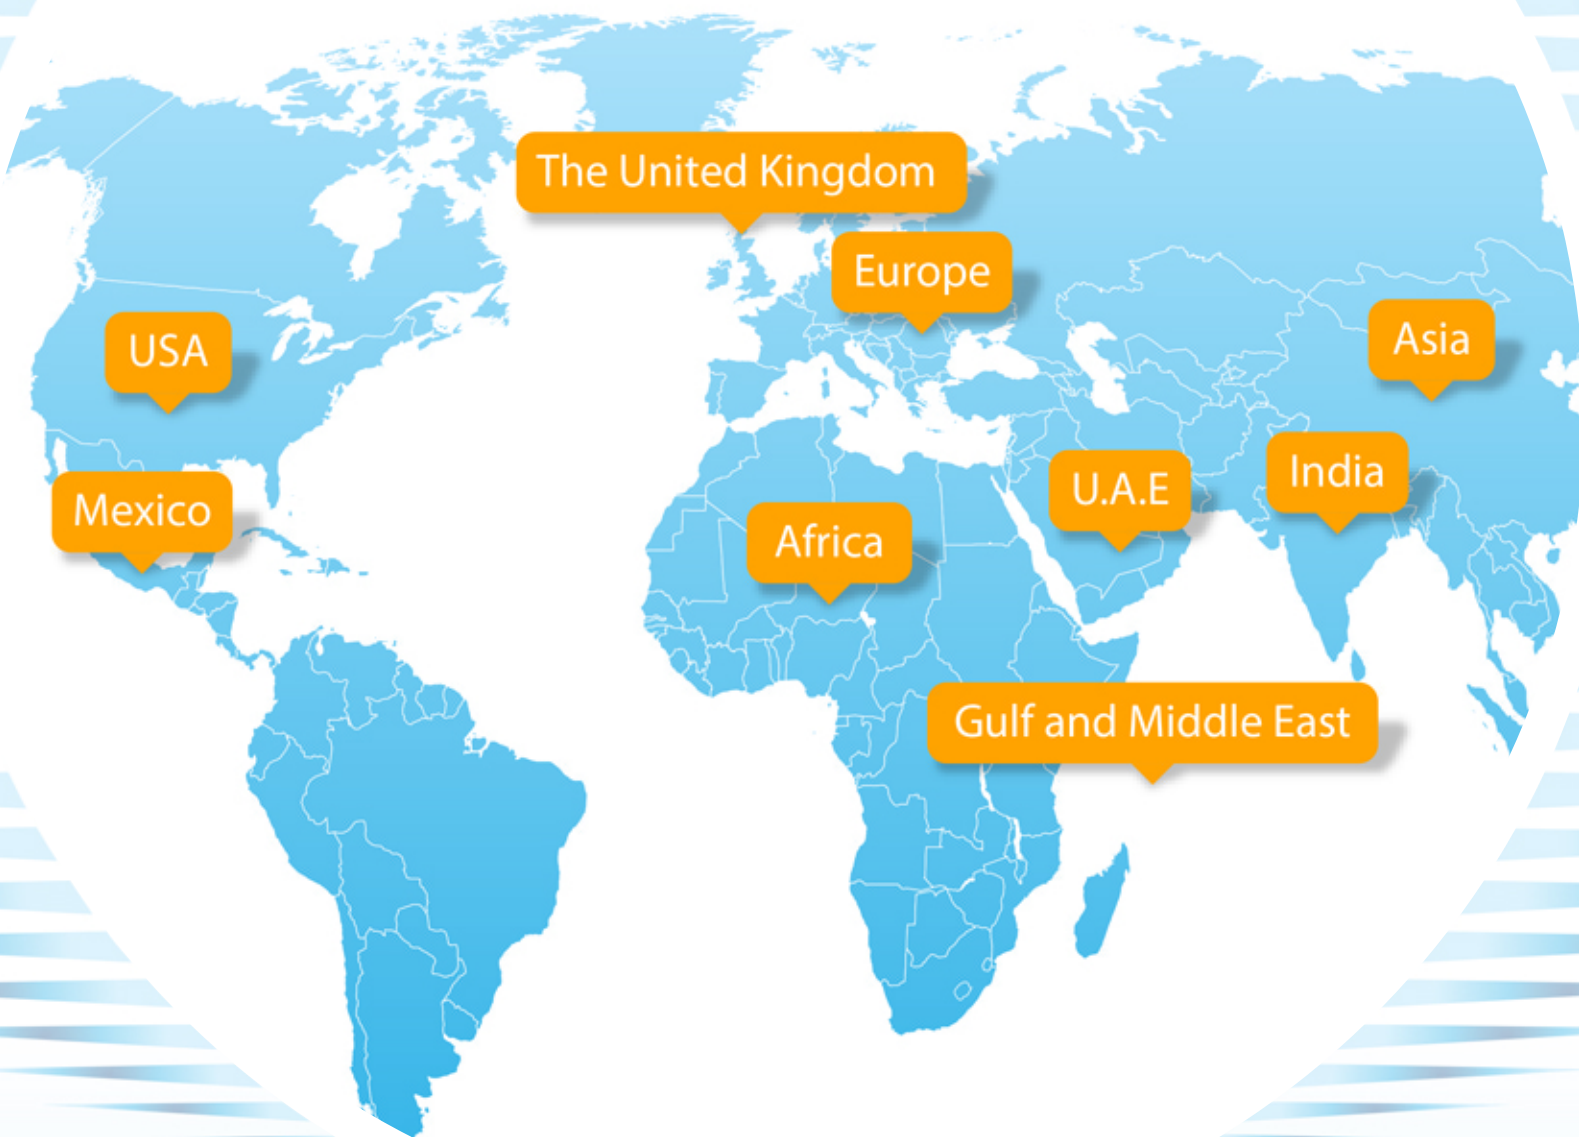 The United Kingdom
Europe
USA
Asia
Mexico
India
U.A.E
Africa
Gulf and Middle East